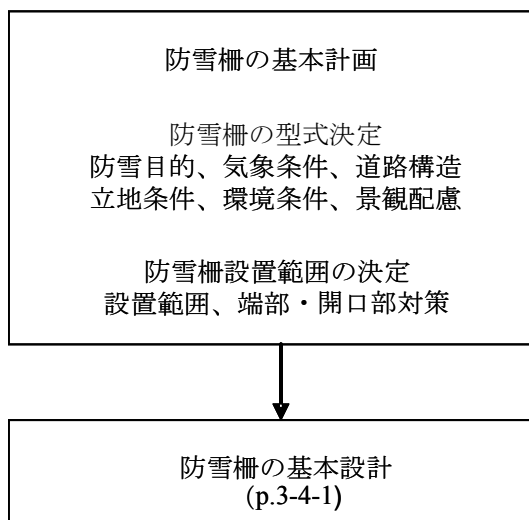 防雪柵の基本計画
防雪柵の型式決定
防雪目的、気象条件、道路構造
立地条件、環境条件、景観配慮
防雪柵設置範囲の決定
設置範囲、端部・開口部対策
防雪柵の基本設計
(p.3-4-1)